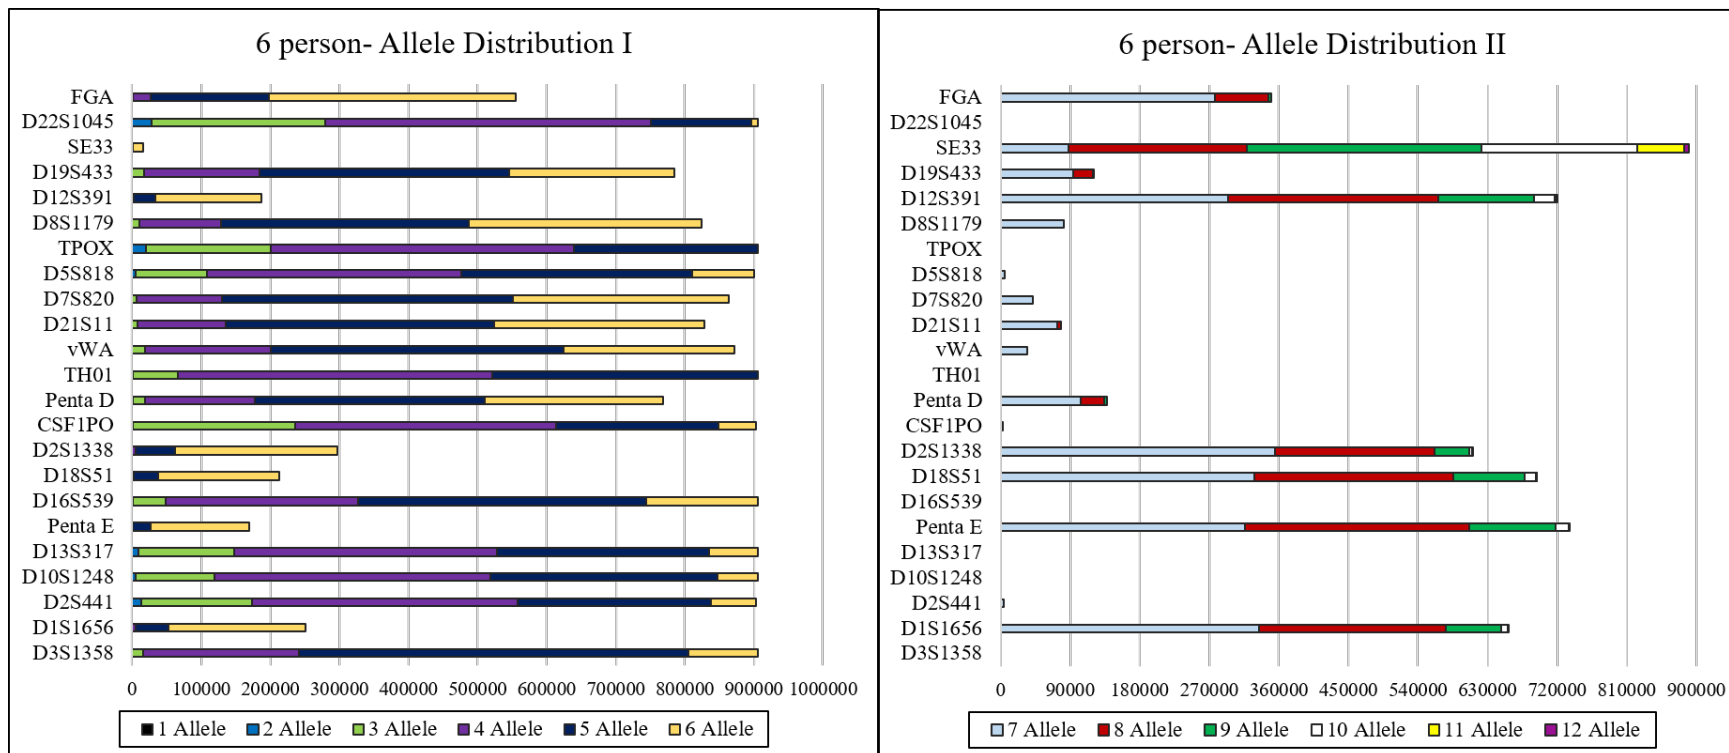 6 person- Allele Distribution I
FGA
D22S1045
SE33
D19S433
D12S391
D8S1179
TPOX
D5S818
D7S820
D21S11
vWA
TH01
Penta D
CSF1PO
D2S1338
D18S51
D16S539
Penta E
D13S317
D10S1248
D2S441
D1S1656
D3S1358
0 100000 200000 300000 400000 500000 600000 700000 800000 900000 1000000
1 Allele 2 Allele 3 Allele 4 Allele 5 Allele 6 Allele
6 person- Allele Distribution II
FGA
D22S1045
SE33
D19S433
D12S391
D8S1179
TPOX
D5S818
D7S820
D21S11
vWA
TH01
Penta D
CSF1PO
D2S1338
D18S51
D16S539
Penta E
D13S317
D10S1248
D2S441
D1S1656
D3S1358
0 90000 180000 270000 360000 450000 540000 630000 720000 810000 900000
7 Allele 8 Allele 9 Allele 10 Allele 11 Allele 12 Allele